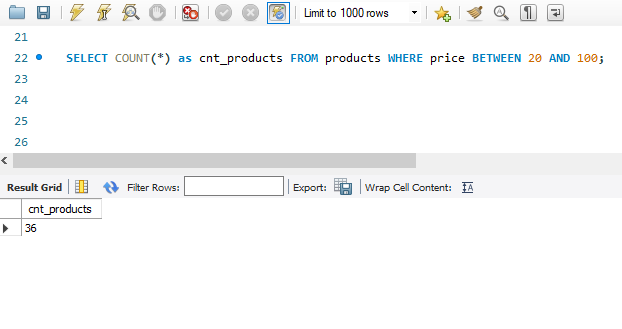 Limit to 1000 rows
21
22 SELECT COUNT(*) as cnt_products FROM products WHERE price BETWEEN 20 AND 100;
23
24
25
26
Result Grid Filter Rows: Export: Wrap Cell Content:
cnt_products
36